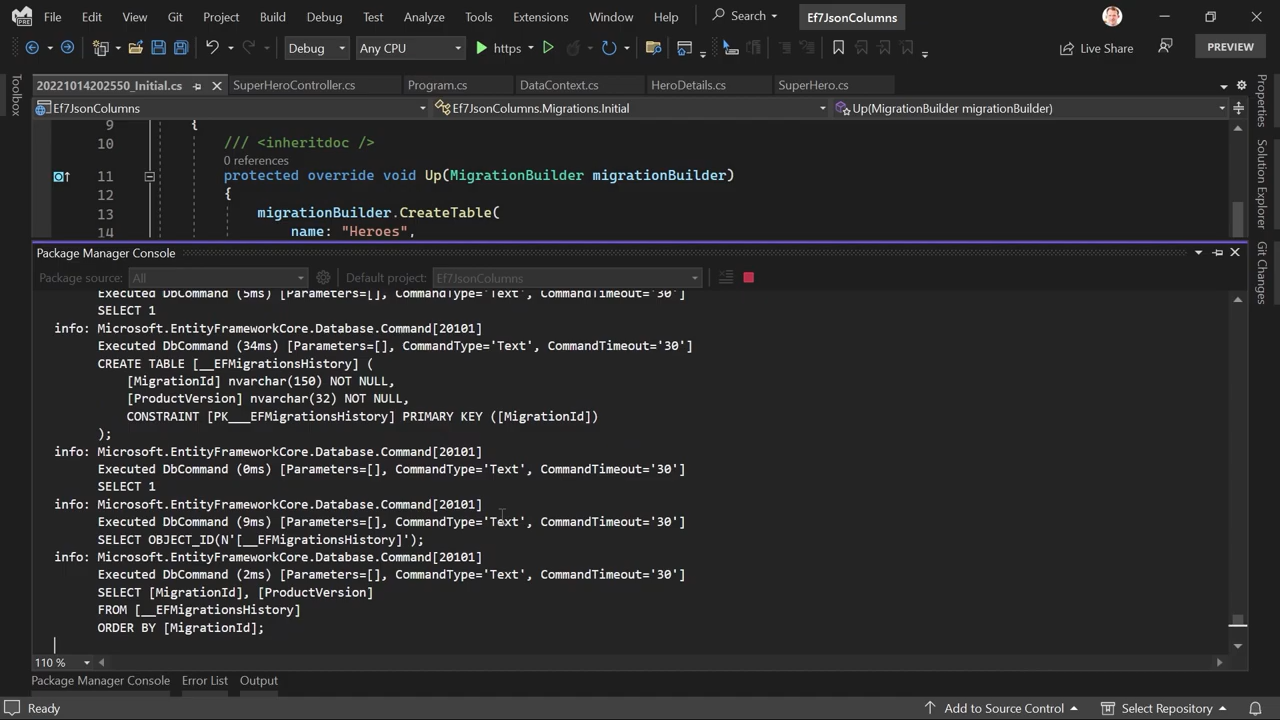 File Edit View Git Project Build Debug Test Analyze Tools Extensions Window Help Search Ef7JsonColumns
PRE
Debug Any CPU https Live Share PREVIEW
20221014202550_Initial.cs SuperHeroController.cs Program.cs DataContext.cs HeroDetails.cs SuperHero.cs
Ef7JsonColumns Ef7JsonColumns.Migrations.Initial Up(MigrationBuilder migrationBuilder)
9 {
10 /// <inheritdoc />
0 references
11 protected override void Up(MigrationBuilder migrationBuilder)
12 {
13 migrationBuilder.CreateTable(
14 name: "Heroes",
Package Manager Console
Package source: All Default project: Ef7JsonColumns
Executed DbCommand (5ms) [Parameters=[], CommandType='Text', CommandTimeout='30']
SELECT 1
info: Microsoft.EntityFrameworkCore.Database.Command[20101]
Executed DbCommand (34ms) [Parameters=[], CommandType='Text', CommandTimeout='30']
CREATE TABLE [__EFMigrationsHistory] (
[MigrationId] nvarchar(150) NOT NULL,
[ProductVersion] nvarchar(32) NOT NULL,
CONSTRAINT [PK___EFMigrationsHistory] PRIMARY KEY ([MigrationId])
);
info: Microsoft.EntityFrameworkCore.Database.Command[20101]
Executed DbCommand (0ms) [Parameters=[], CommandType='Text', CommandTimeout='30']
SELECT 1
info: Microsoft.EntityFrameworkCore.Database.Command[20101]
Executed DbCommand (9ms) [Parameters=[], CommandType='Text', CommandTimeout='30']
SELECT OBJECT_ID(N'[__EFMigrationsHistory]');
info: Microsoft.EntityFrameworkCore.Database.Command[20101]
Executed DbCommand (2ms) [Parameters=[], CommandType='Text', CommandTimeout='30']
SELECT [MigrationId], [ProductVersion]
FROM [__EFMigrationsHistory]
ORDER BY [MigrationId];
110 %
Package Manager Console Error List Output
Ready Add to Source Control Select Repository
Toolbox
Properties
Solution Explorer
Git Changes